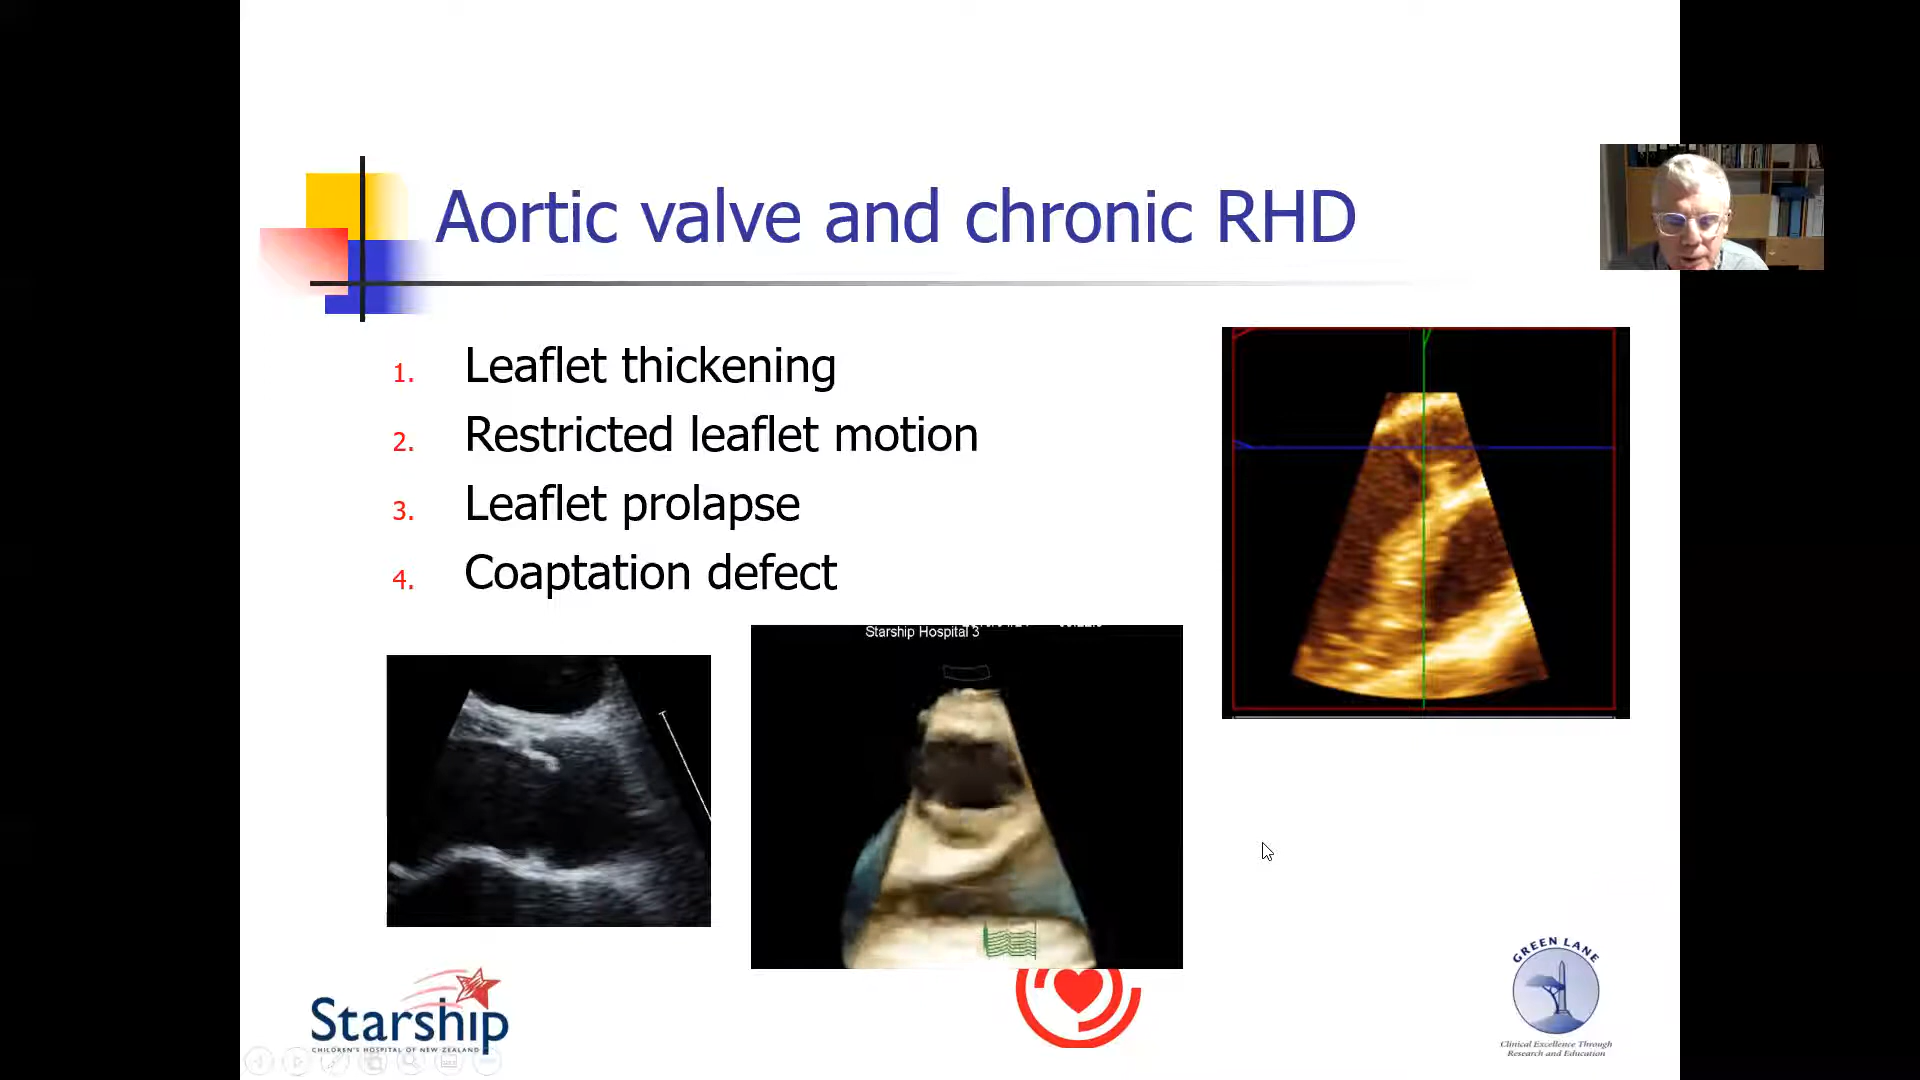 Aortic valve and chronic RHD
1. Leaflet thickening
2. Restricted leaflet motion
3. Leaflet prolapse
4. Coaptation defect
Starship Hospital 3
Starship
CHILDREN'S HOSPITAL OF NEW ZEALAND
GREEN LANE
Clinical Excellence Through
Research and Education